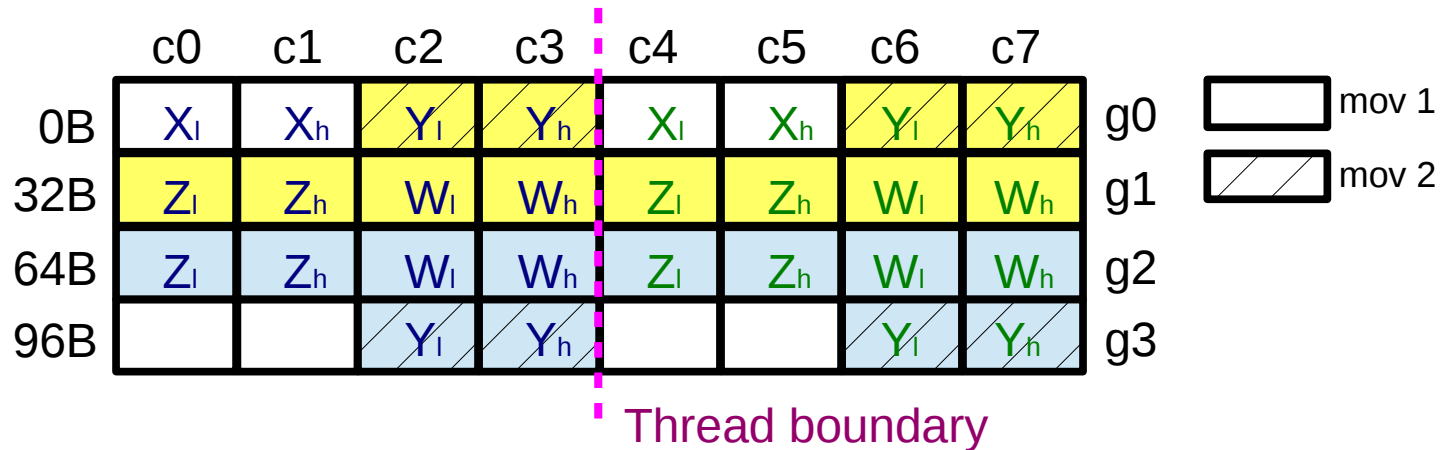 c0 c1 c2 c3 c4 c5 c6 c7
0B Xl Xh Yl Yh Xl Xh Yl Yh g0 mov 1
32B Zl Zh Wl Wh Zl Zh Wl Wh g1 mov 2
64B Zl Zh Wl Wh Zl Zh Wl Wh g2
96B Yl Yh Yl Yh g3
Thread boundary